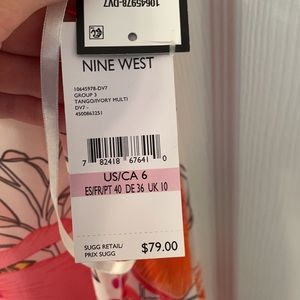 10645978-DV7
NINE WEST
10645978-DV7
GROUP 3
TANGO/IVORY MULTI
DV7 -
4500863251
7 82418 67641 0
US/CA 6
ES/FR/PT 40 DE 36 UK 10
SUGG RETAIL/
PRIX SUGG
$79.00